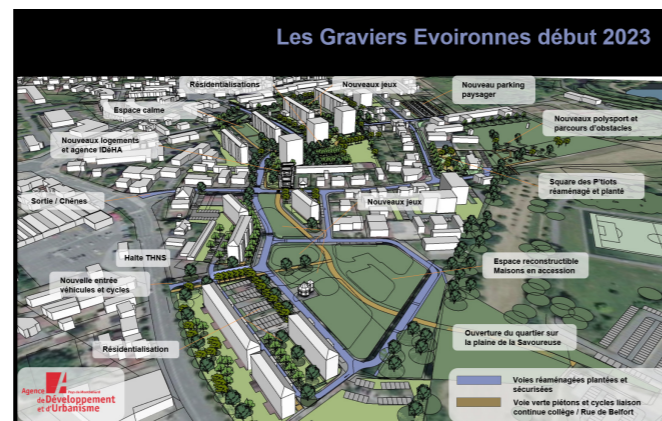 Les Graviers Evoironnes début 2023
Résidentialisations
Nouveaux jeux
Nouveau parking
paysager
Espace calme
Nouveaux polysport et
parcours d'obstacles
Nouveaux logements
et agence IDéHA
Square des P'tiots
réaménagé et planté
Sortie / Chênes
Nouveaux jeux
Halte THNS
Espace reconstructible
Maisons en accession
Nouvelle entrée
véhicules et cycles
Ouverture du quartier sur
la plaine de la Savoureuse
Résidentialisation
Agence
de Développement
et d'Urbanisme
Voies réaménagées plantées et
sécurisées
Voie verte piétons et cycles liaison
continue collège / Rue de Belfort